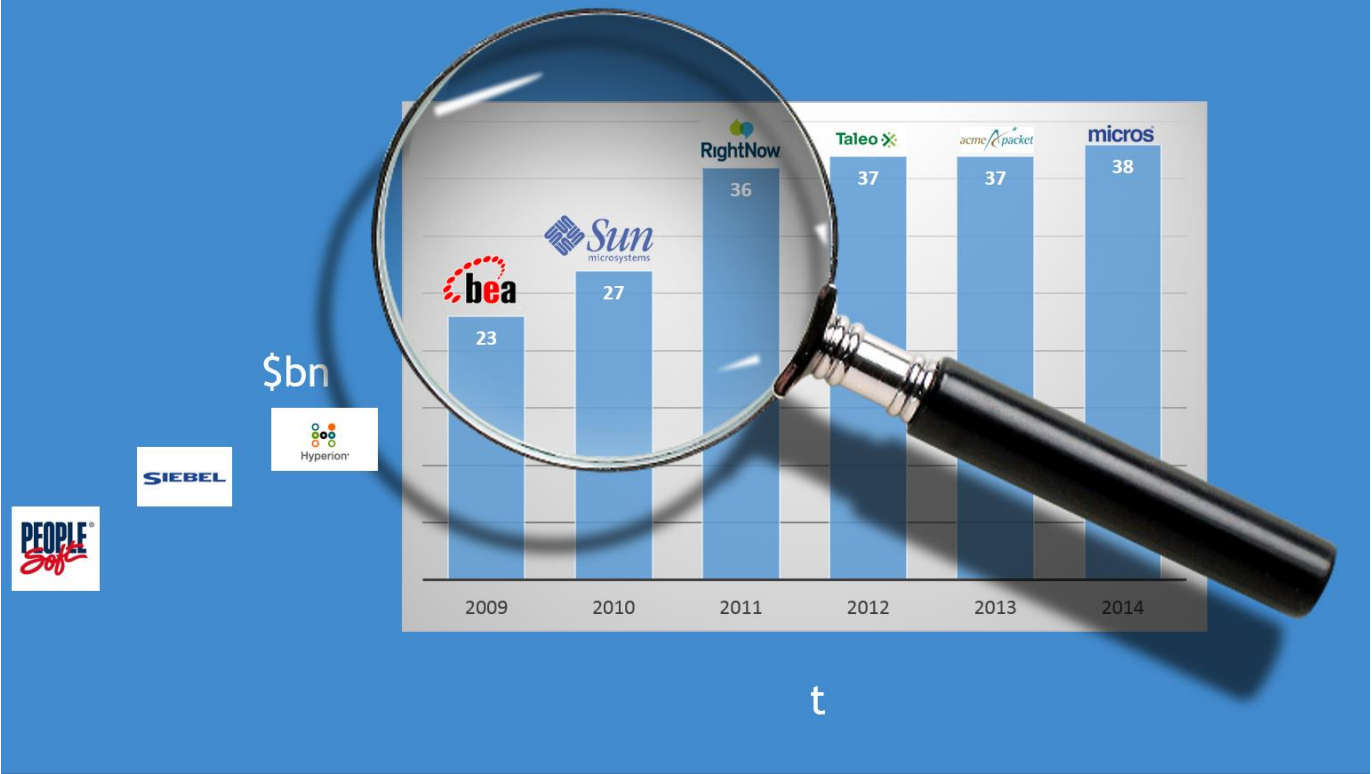 RightNow
Taleo
acme packet
micros
36
37
37
38
Sun
microsystems
bea
27
23
$bn
Hyperion
SIEBEL
PEOPLE
Soft
2009 2010 2011 2012 2013 2014
t